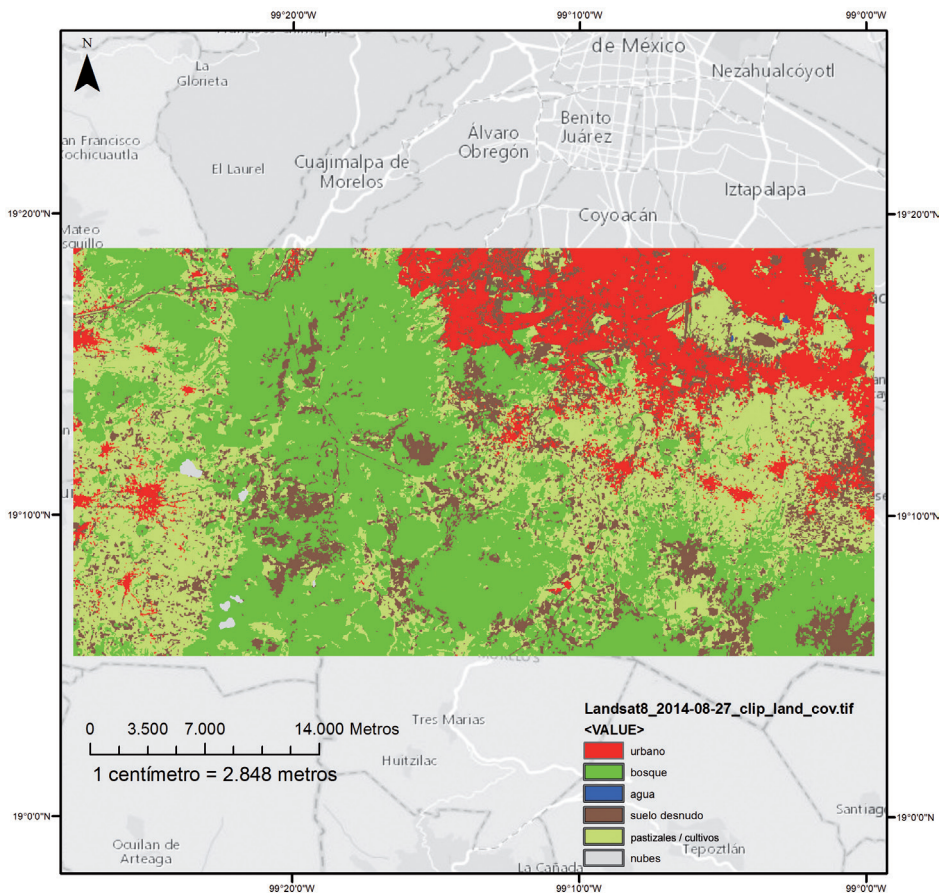 99°20'0"W
99°10'0"W
99°0'0"W
N
La
Glorieta
de México
Nezahualcóyotl
an Francisco
El Laurel
Cuajimalpa de
Morelos
Álvaro
Obregón
Benito
Juárez
Iztapalapa
Coyoacán
19°20'0"N
19°20'0"N
Mateo
19°10'0"N
19°10'0"N
0 3.500 7.000 14.000 Metros
1 centímetro = 2.848 metros
Tres Marias
Huitzilac
Landsat8_2014-08-27_clip_land_cov.tif
<VALUE>
urbano
bosque
agua
suelo desnudo
pastizales / cultivos
nubes
19°0'0"N
19°0'0"N
Santiag
Ocuilan de
Arteaga
Tepoztlán
La Cañada
99°20'0"W
99°10'0"W
99°0'0"W